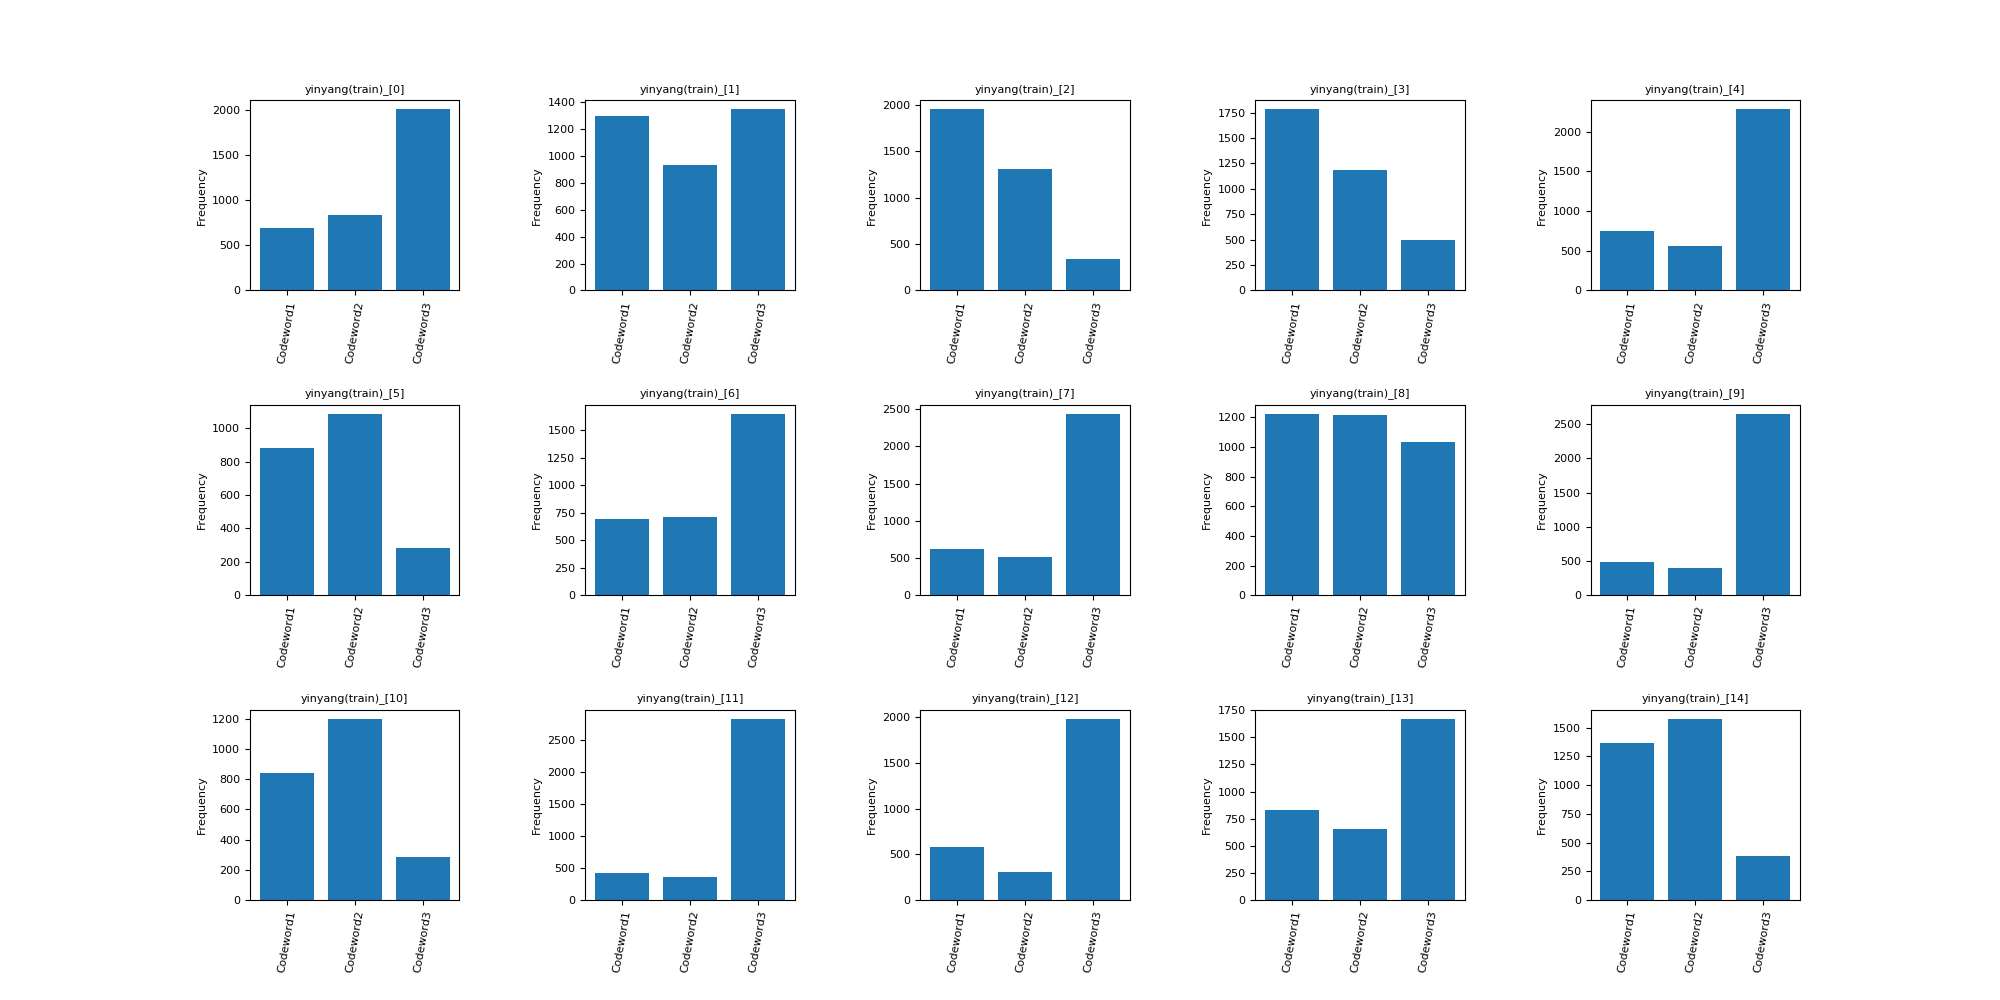 yinyang(train)_[0] yinyang(train)_[1] yinyang(train)_[2] yinyang(train)_[3] yinyang(train)_[4]
Frequency
2000
1500
1000
500
0
Codeword1 Codeword2 Codeword3
Frequency
1400
1200
1000
800
600
400
200
0
Codeword1 Codeword2 Codeword3
Frequency
2000
1500
1000
500
0
Codeword1 Codeword2 Codeword3
Frequency
1750
1500
1250
1000
750
500
250
0
Codeword1 Codeword2 Codeword3
Frequency
2000
1500
1000
500
0
Codeword1 Codeword2 Codeword3
yinyang(train)_[5] yinyang(train)_[6] yinyang(train)_[7] yinyang(train)_[8] yinyang(train)_[9]
Frequency
1000
800
600
400
200
0
Codeword1 Codeword2 Codeword3
Frequency
1500
1250
1000
750
500
250
0
Codeword1 Codeword2 Codeword3
Frequency
2500
2000
1500
1000
500
0
Codeword1 Codeword2 Codeword3
Frequency
1200
1000
800
600
400
200
0
Codeword1 Codeword2 Codeword3
Frequency
2500
2000
1500
1000
500
0
Codeword1 Codeword2 Codeword3
yinyang(train)_[10] yinyang(train)_[11] yinyang(train)_[12] yinyang(train)_[13] yinyang(train)_[14]
Frequency
1200
1000
800
600
400
200
0
Codeword1 Codeword2 Codeword3
Frequency
2500
2000
1500
1000
500
0
Codeword1 Codeword2 Codeword3
Frequency
2000
1500
1000
500
0
Codeword1 Codeword2 Codeword3
Frequency
1750
1500
1250
1000
750
500
250
0
Codeword1 Codeword2 Codeword3
Frequency
1500
1250
1000
750
500
250
0
Codeword1 Codeword2 Codeword3